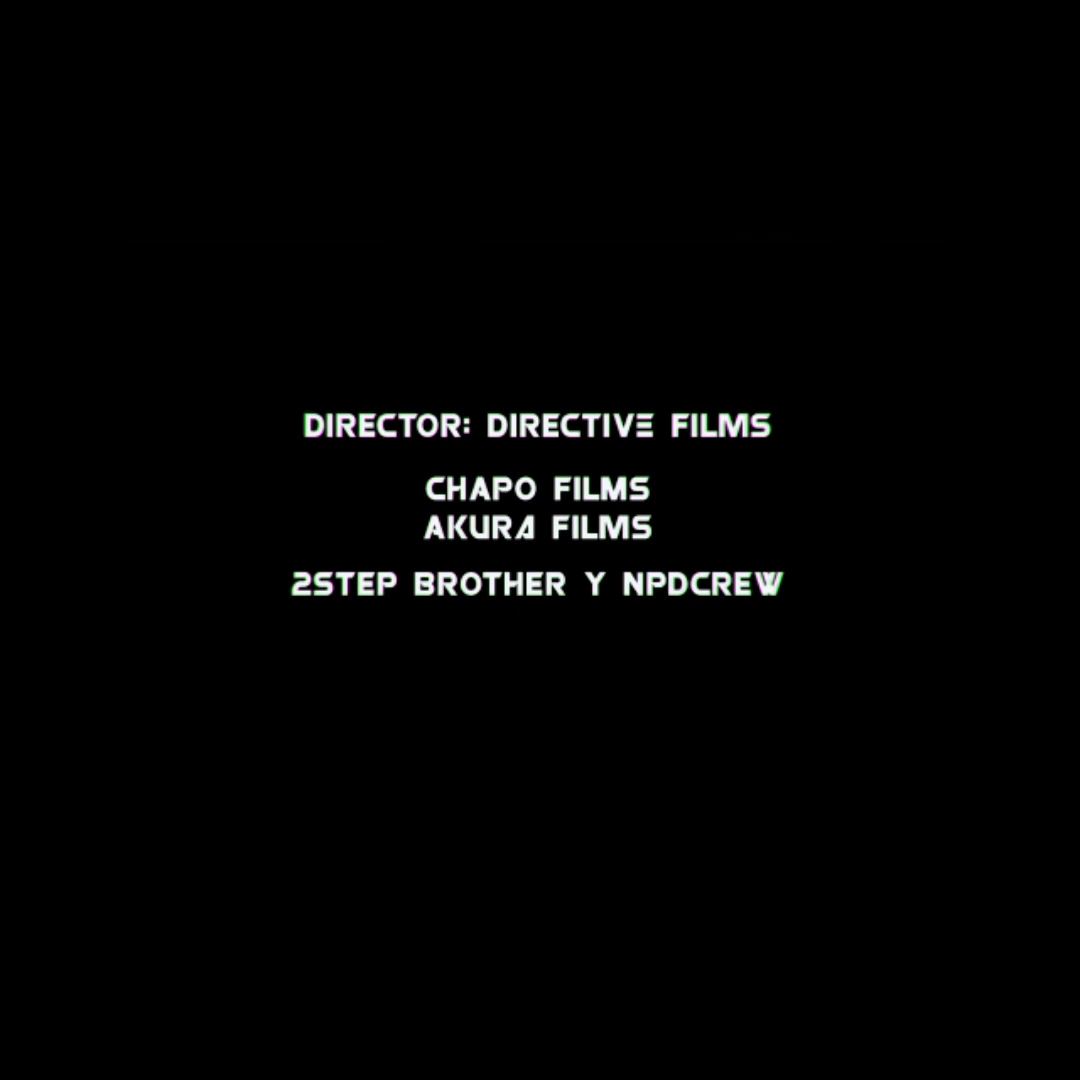 DIRECTOR: DIRECTIVE FILMS
CHAPO FILMS
AKURA FILMS
2STEP BROTHER Y NPDCREW